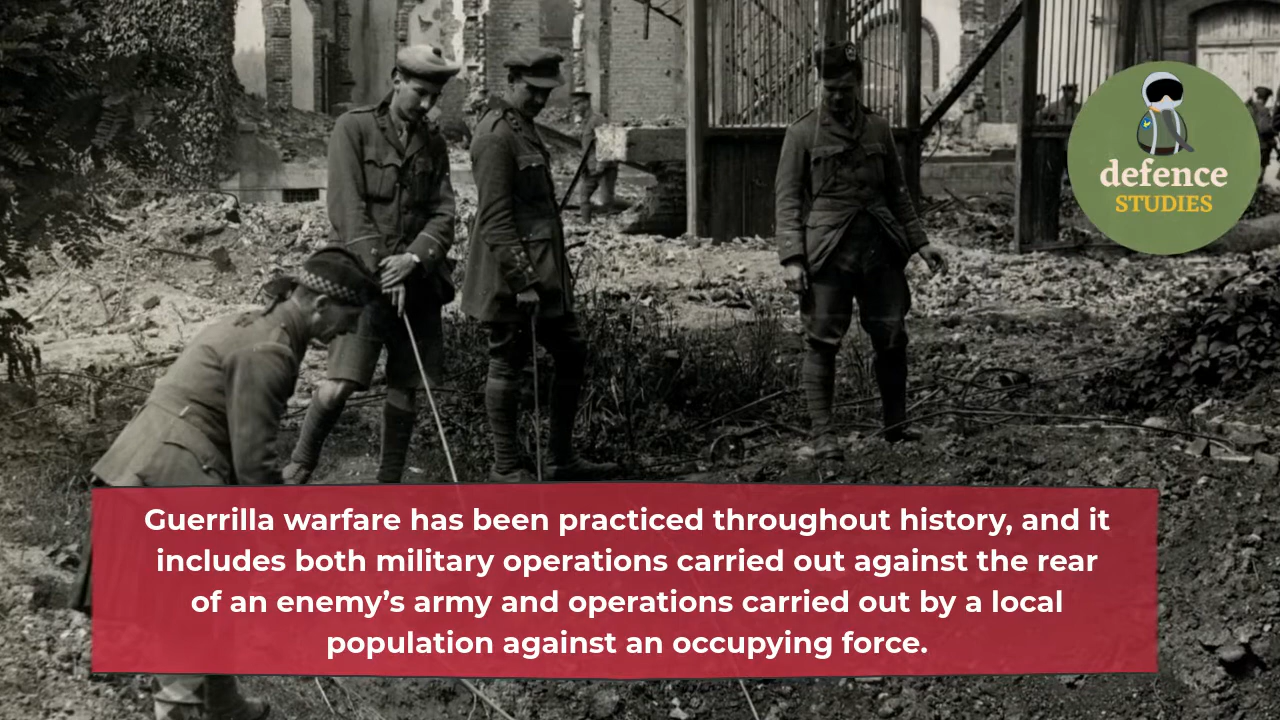 defence
STUDIES
Guerrilla warfare has been practiced throughout history, and it
includes both military operations carried out against the rear
of an enemy’s army and operations carried out by a local
population against an occupying force.